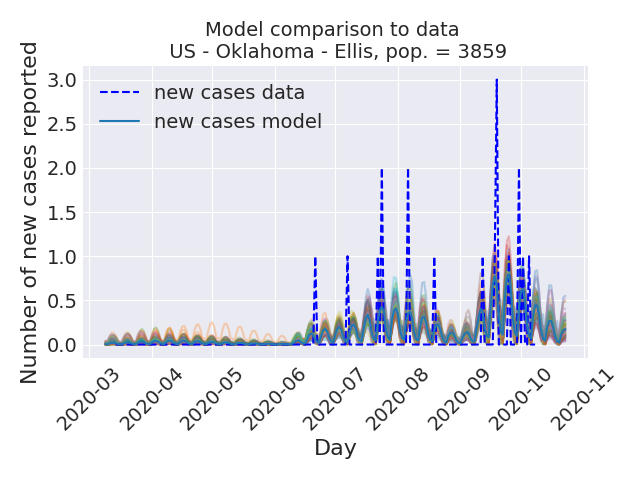 Model comparison to data
US - Oklahoma - Ellis, pop. = 3859
Number of new cases reported
3.0
2.5
2.0
1.5
1.0
0.5
0.0
new cases data
new cases model
2020-03
2020-04
2020-05
2020-06
2020-07
2020-08
2020-09
2020-10
2020-11
Day